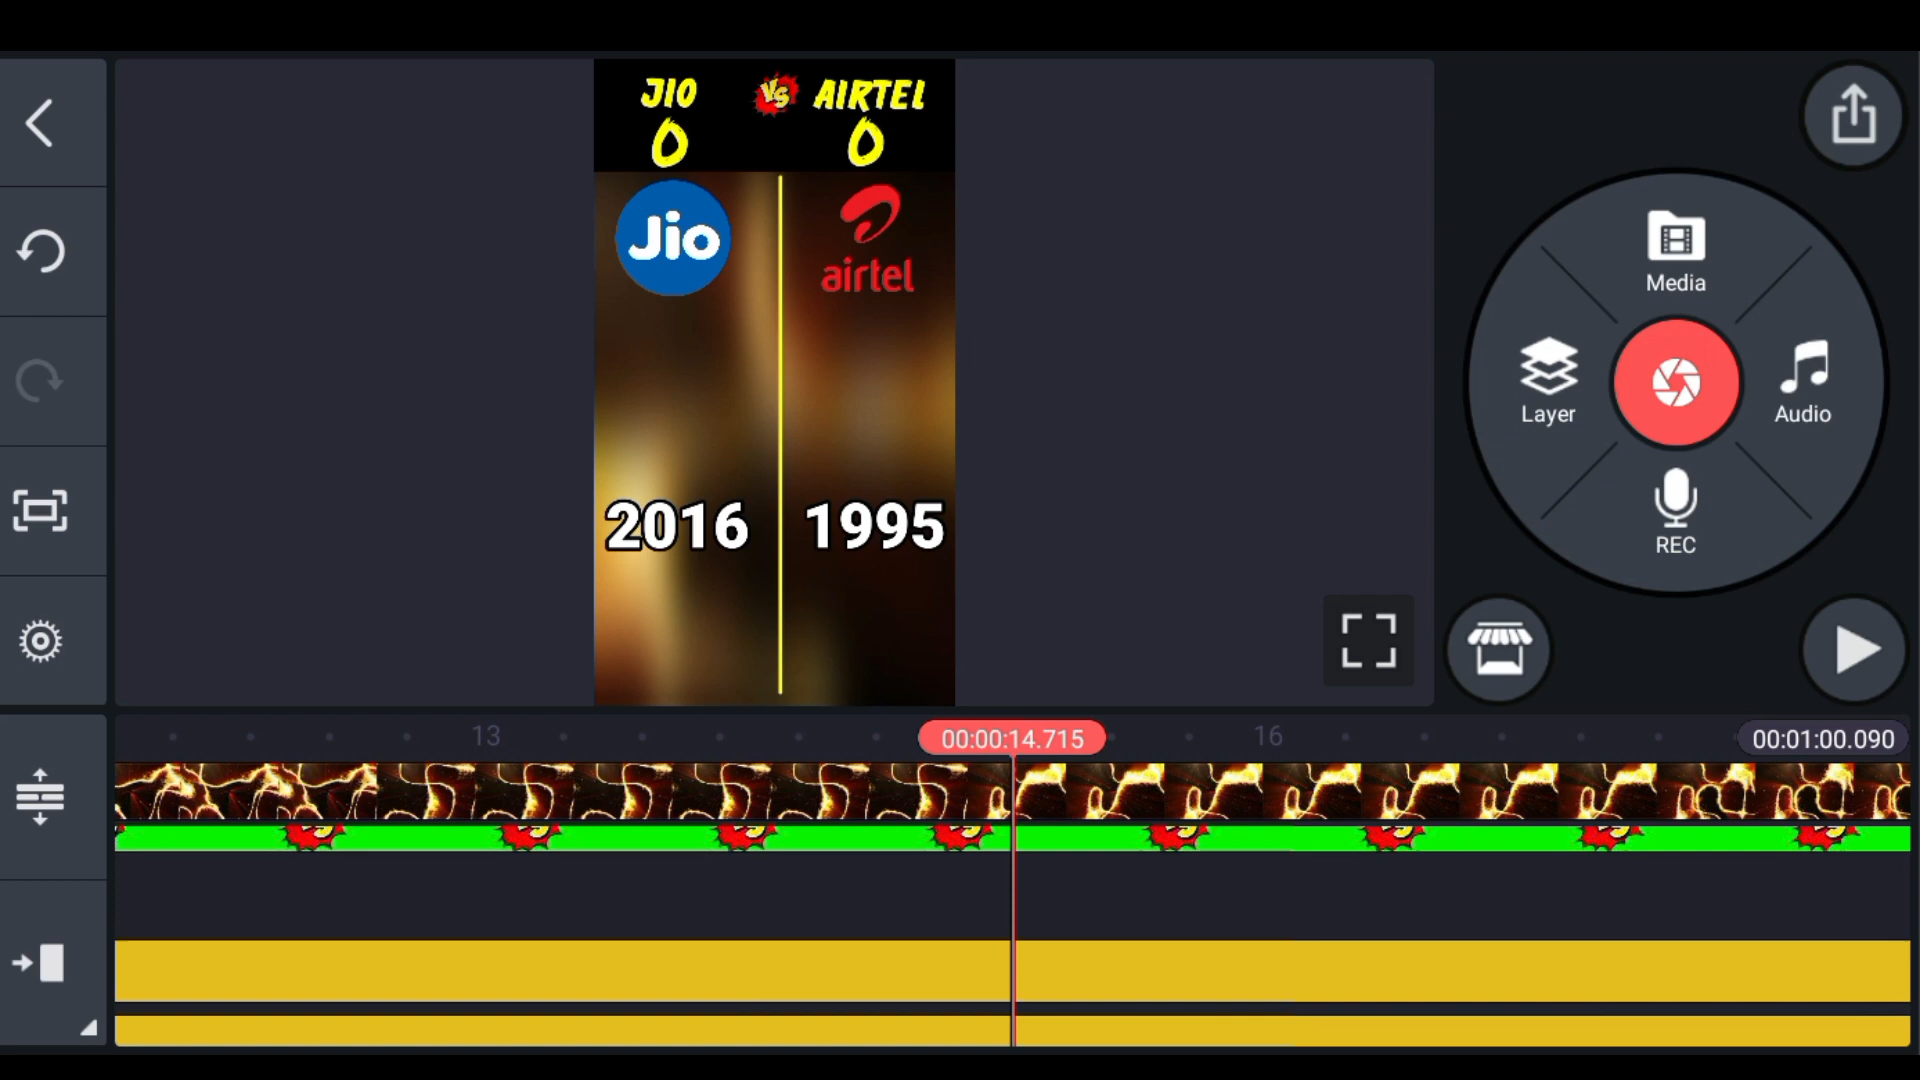 JIO VS AIRTEL
0 0
Jio airtel
2016 1995
Media
Layer
Audio
REC
13 00:00:14.715 16 00:01:00.090